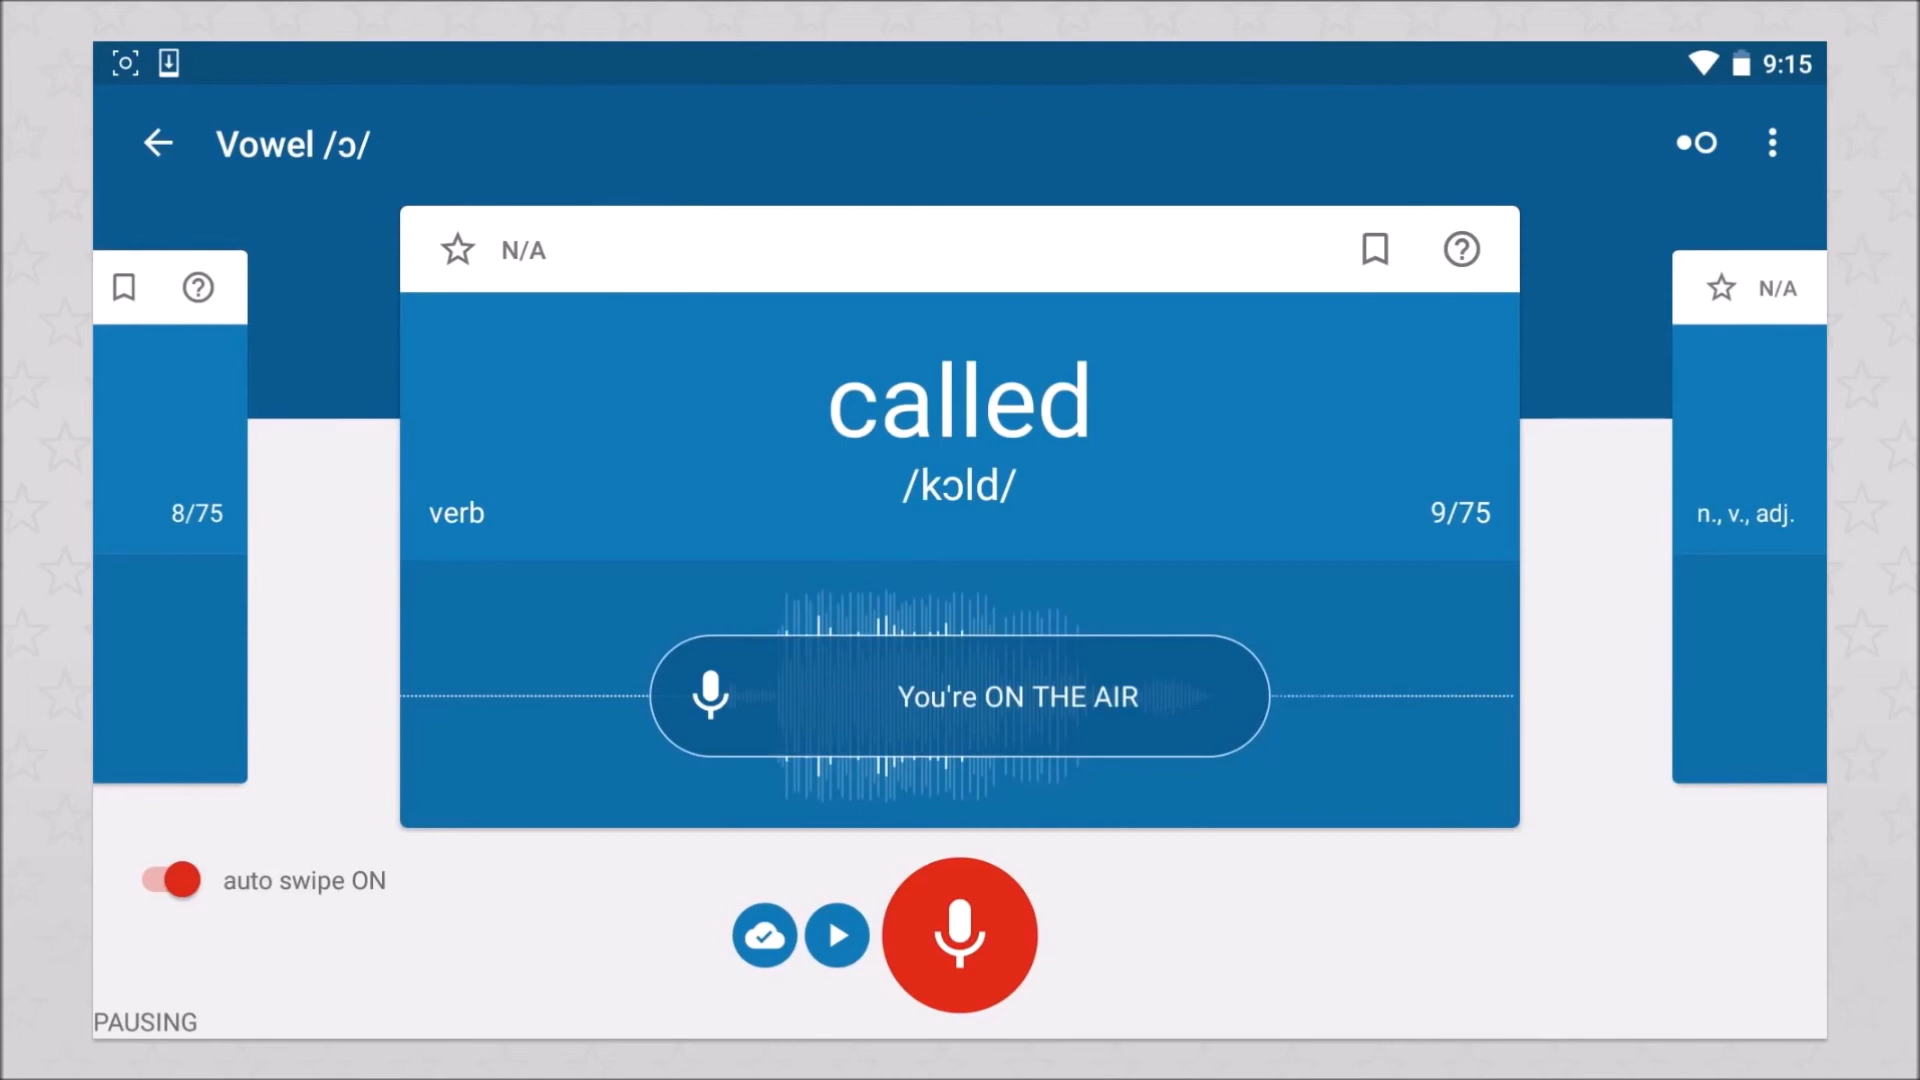 9:15
Vowel /ɔ/
N/A
N/A
called
/kɔld/
8/75
verb
9/75
n., v., adj.
You're ON THE AIR
auto swipe ON
PAUSING